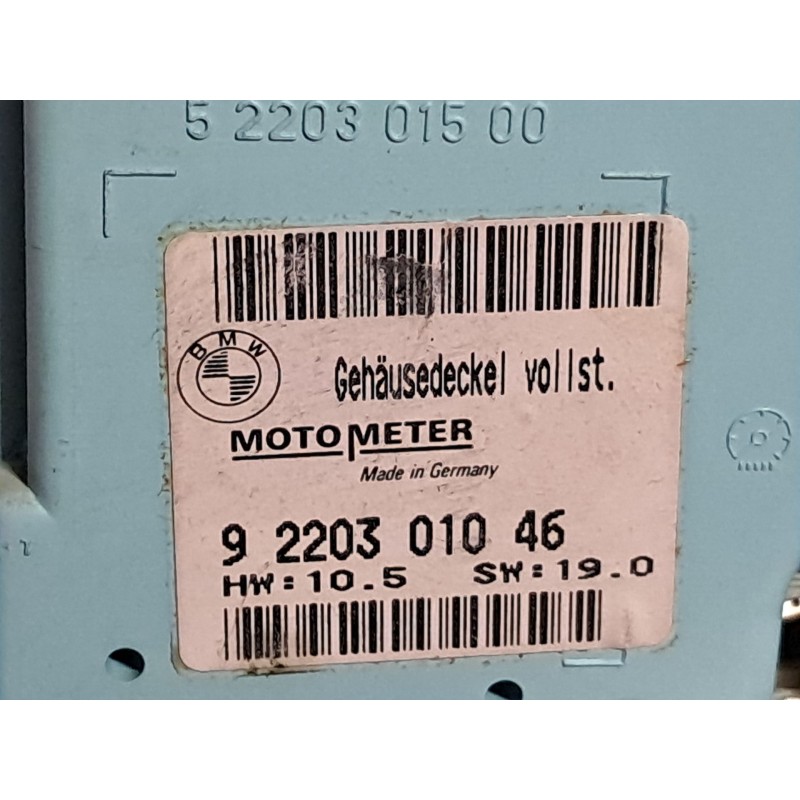 5 2203 015 00
BMW
Gehäusedeckel vollst.
MOTOMETER
Made in Germany
9 2203 010 46
HW:10.5 SW:19.0